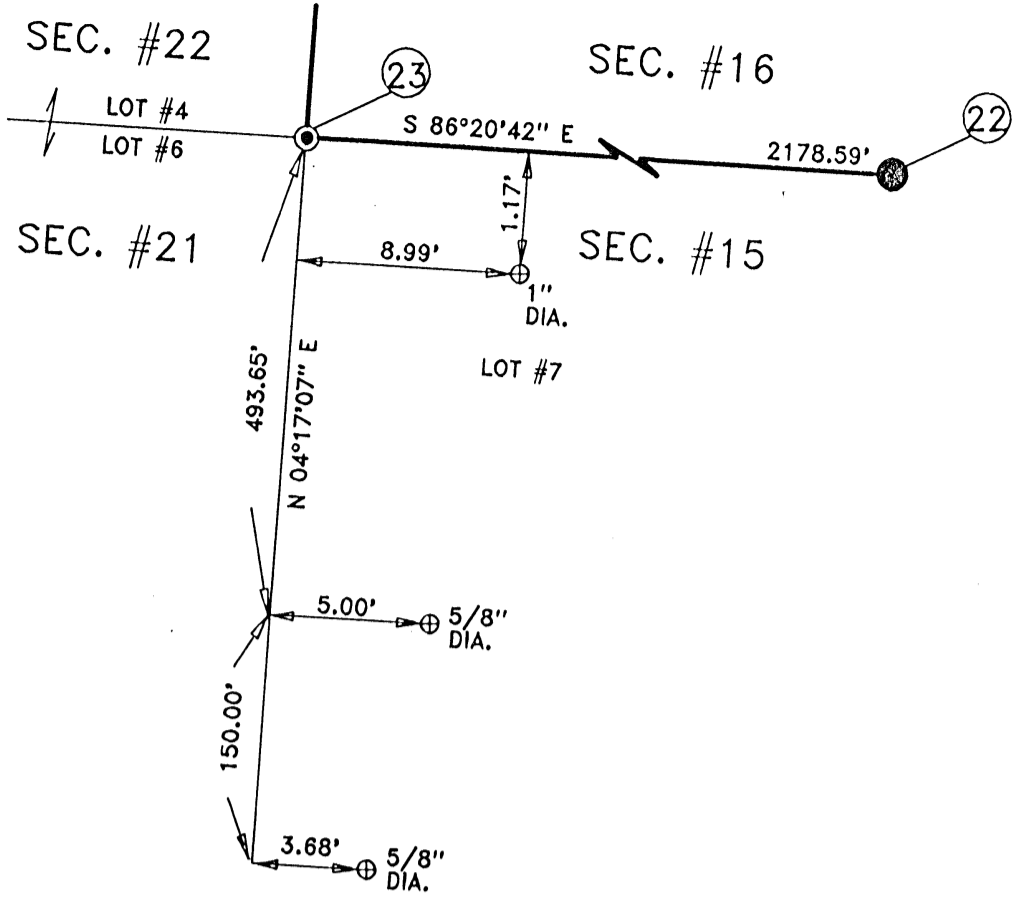 SEC. #22
23
SEC. #16
22
LOT #4
LOT #6
S 86°20'42" E
2178.59'
SEC. #21
1.17'
8.99'
SEC. #15
1"
DIA.
LOT #7
493.65'
N 04°17'07" E
5.00'
5/8"
DIA.
150.00'
3.68'
5/8"
DIA.